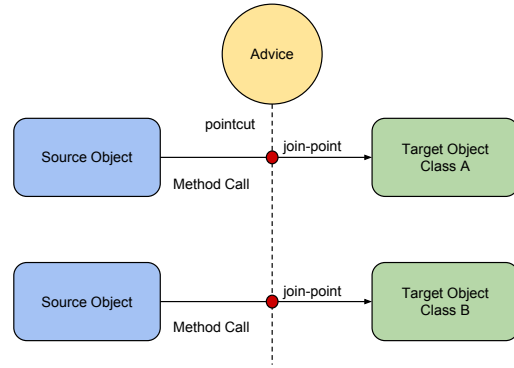 Advice
pointcut
Source Object
join-point
Target Object
Class A
Method Call
Source Object
join-point
Target Object
Class B
Method Call